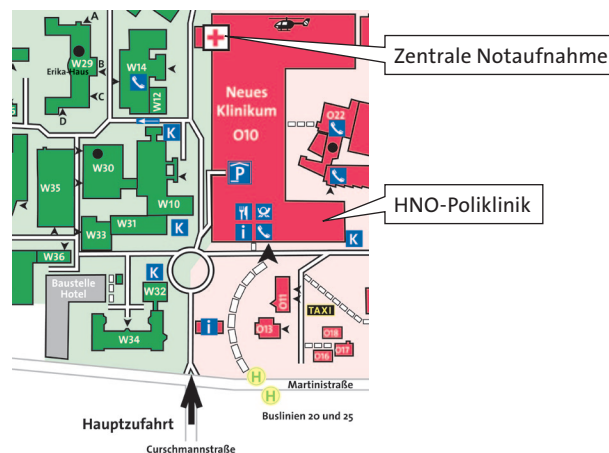 A
W29
B
Erika-Haus
C
D
W14
W12
Neues
Klinikum
O10
O22
Zentrale Notaufnahme
K
W30
P
W35
W10
HNO-Poliklinik
W31
W33
K
i
K
W36
K
Baustelle
Hotel
W32
O11
TAXI
i
O13
O18
W34
O17
O16
H
Martinistraße
H
Hauptzufahrt
Buslinien 20 und 25
Curschmannstraße